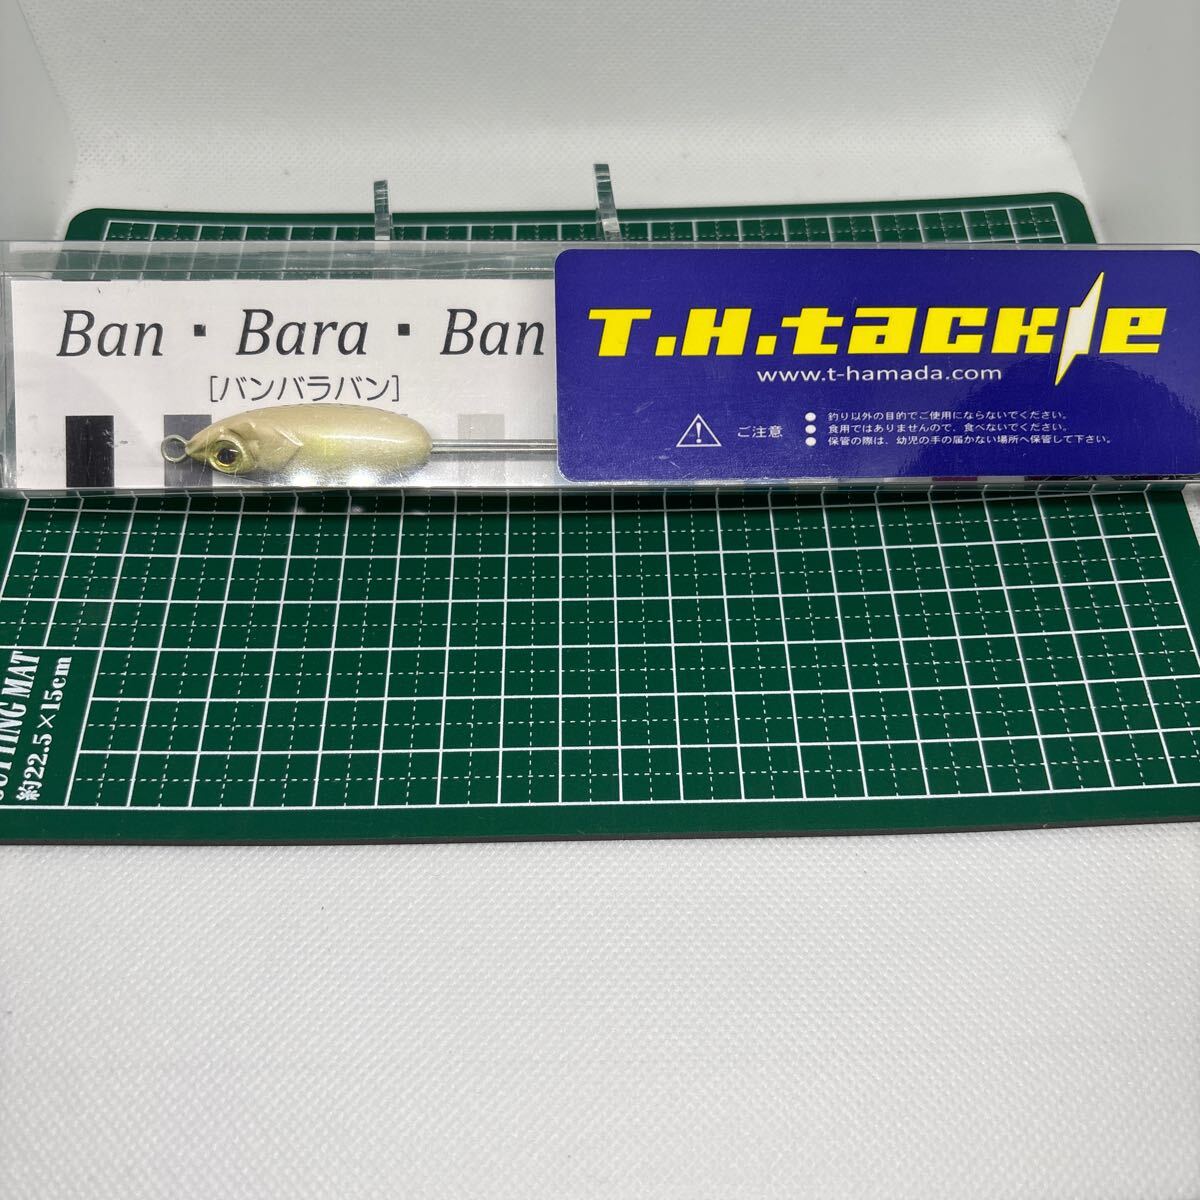 Ban・Bara・Ban
[バンバラバン]
T.H.tackle
www.t-hamada.com
ご注意
● 釣り以外の目的でご使用にならないでください。
● 食用ではありませんので、食べないでください。
● 保管の際は、幼児の手の届かない場所へ保管して下さい。
CUTTING MAT
約22.5×15cm